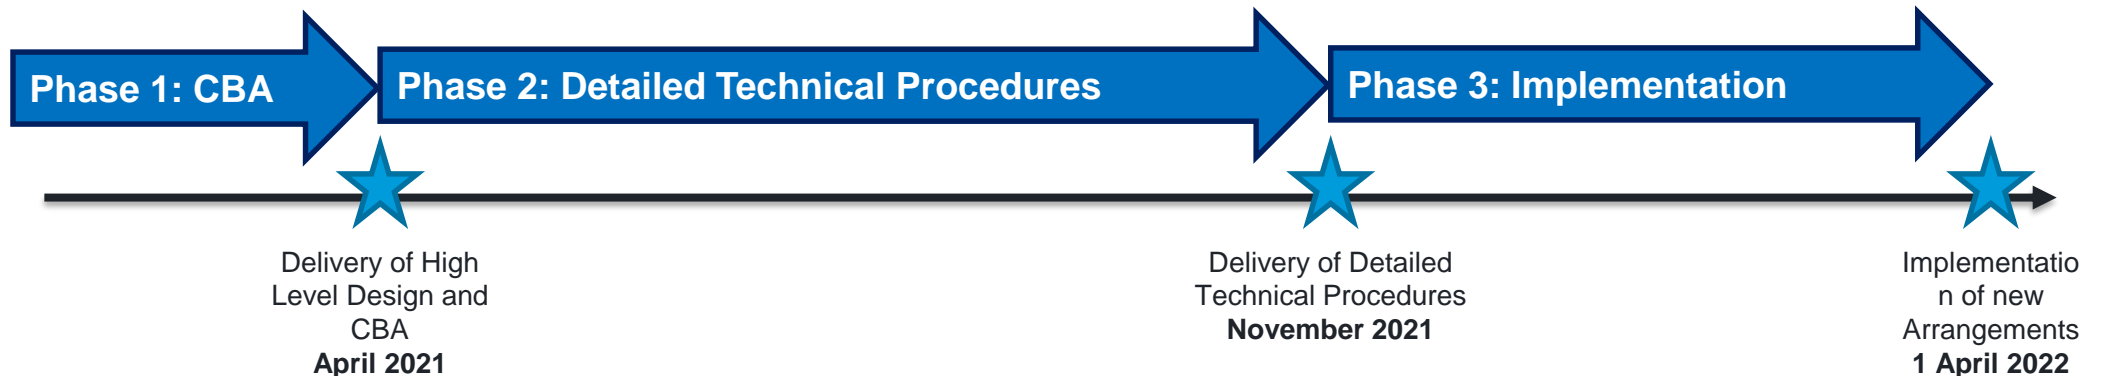 Phase 1: CBA
Phase 2: Detailed Technical Procedures
Phase 3: Implementation
Delivery of High
Level Design and
CBA
April 2021
Delivery of Detailed
Technical Procedures
November 2021
Implementatio
n of new
Arrangements
1 April 2022